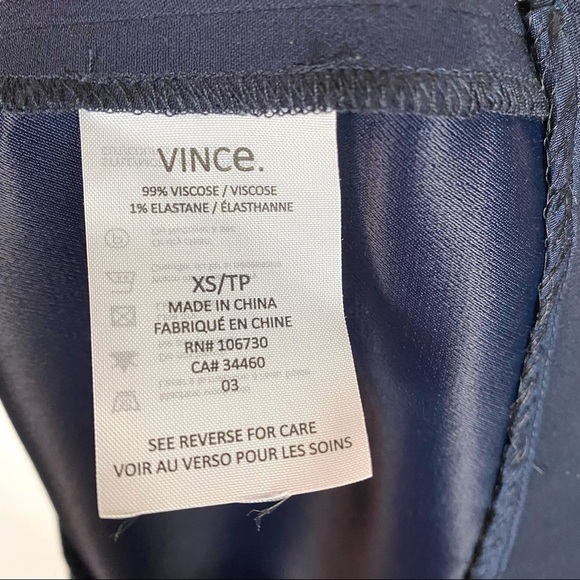 VINCe.
99% VISCOSE / VISCOSE
1% ELASTANE / ÉLASTHANNE
XS/TP
MADE IN CHINA
FABRIQUÉ EN CHINE
RN# 106730
CA# 34460
03
SEE REVERSE FOR CARE
VOIR AU VERSO POUR LES SOINS